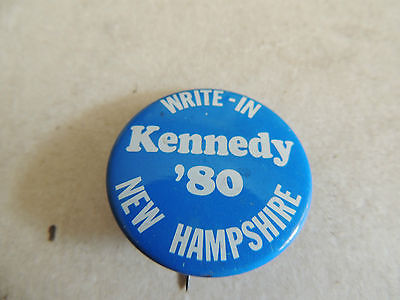 WRITE-IN
Kennedy
'80
NEW HAMPSHIRE